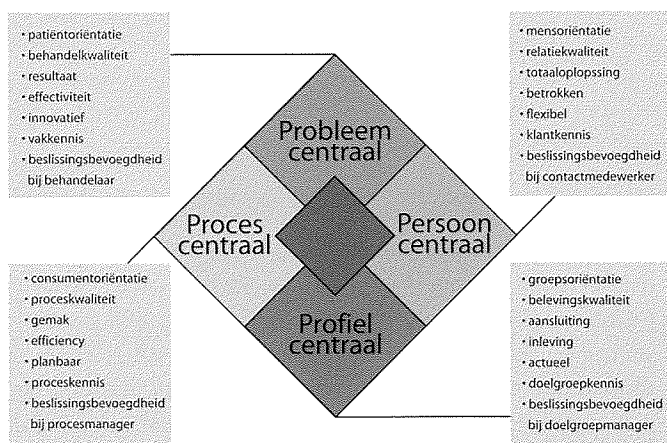 • patiëntoriëntatie
• behandelkwaliteit
• resultaat
• effectiviteit
• innovatief
• vakkennis
• beslissingsbevoegdheid
bij behandelaar
• mensoriëntatie
• relatiekwaliteit
• totaaloplopssing
• betrokken
• flexibel
• klantkennis
• beslissingsbevoegdheid
bij contactmedewerker
Probleem
centraal
Proces
centraal
Persoon
centraal
Profiel
centraal
• consumentoriëntatie
• proceskwaliteit
• gemak
• efficiency
• planbaar
• proceskennis
• beslissingsbevoegdheid
bij procesmanager
• groepsoriëntatie
• belevingskwaliteit
• aansluiting
• inleving
• actueel
• doelgroepkennis
• beslissingsbevoegdheid
bij doelgroepmanager